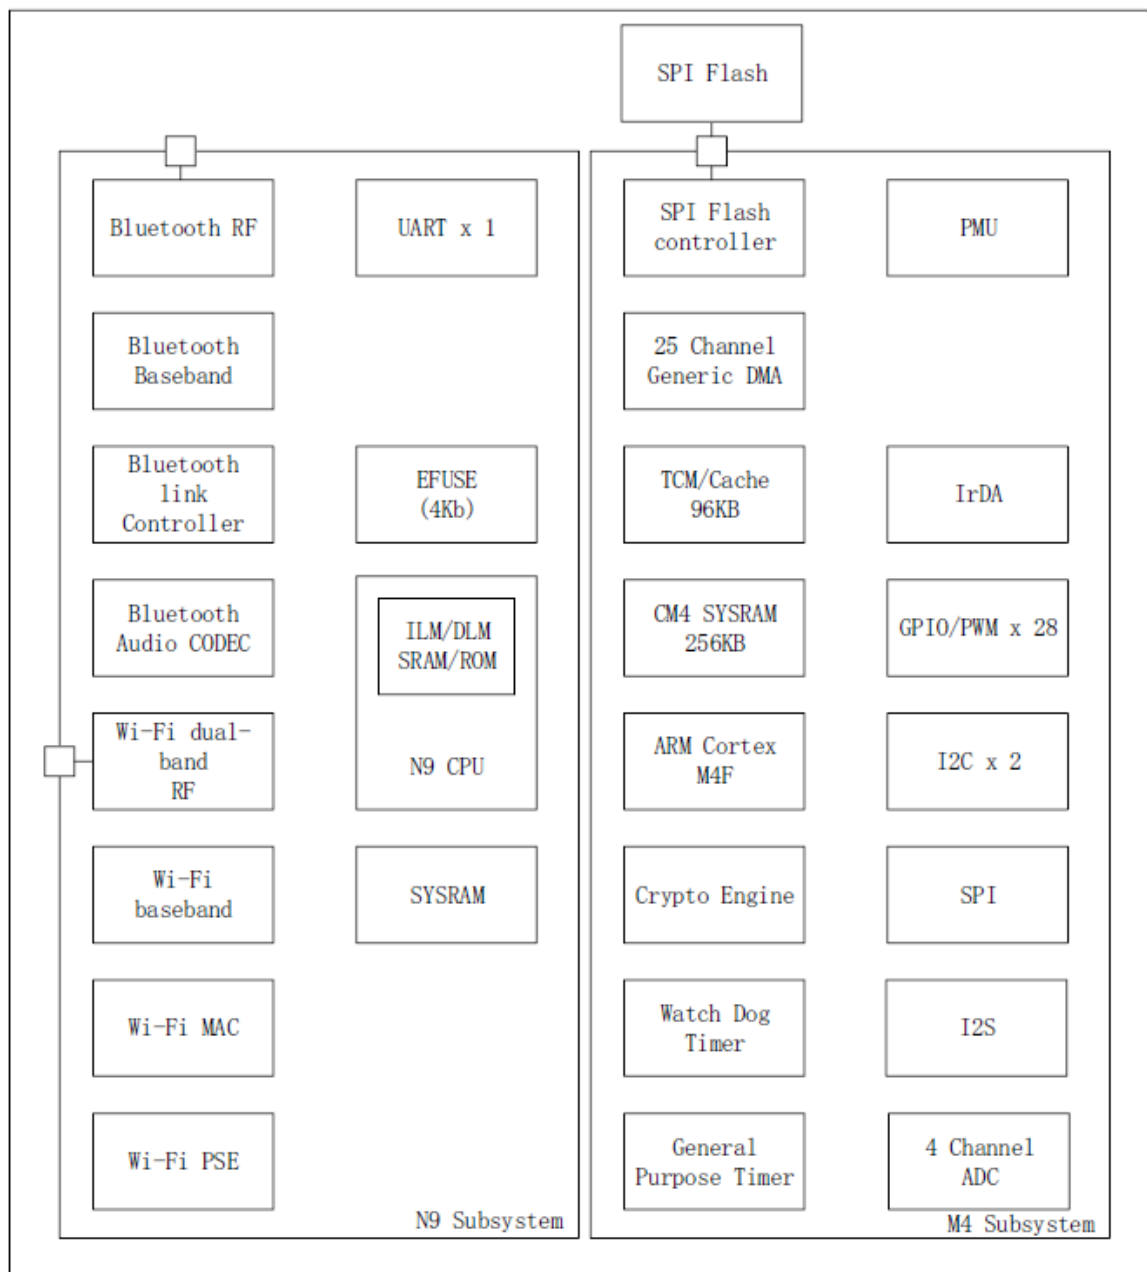 SPI Flash
Bluetooth RF
UART x 1
SPI Flash
controller
PMU
Bluetooth
Baseband
25 Channel
Generic DMA
Bluetooth
link
Controller
EFUSE
(4Kb)
TCM/Cache
96KB
IrDA
Bluetooth
Audio CODEC
ILM/DLM
SRAM/ROM
N9 CPU
CM4 SYSRAM
256KB
GPIO/PWM x 28
Wi-Fi dual-
band
RF
ARM Cortex
M4F
I2C x 2
Wi-Fi
baseband
SYSRAM
Crypto Engine
SPI
Wi-Fi MAC
Watch Dog
Timer
I2S
Wi-Fi PSE
General
Purpose Timer
4 Channel
ADC
N9 Subsystem
M4 Subsystem